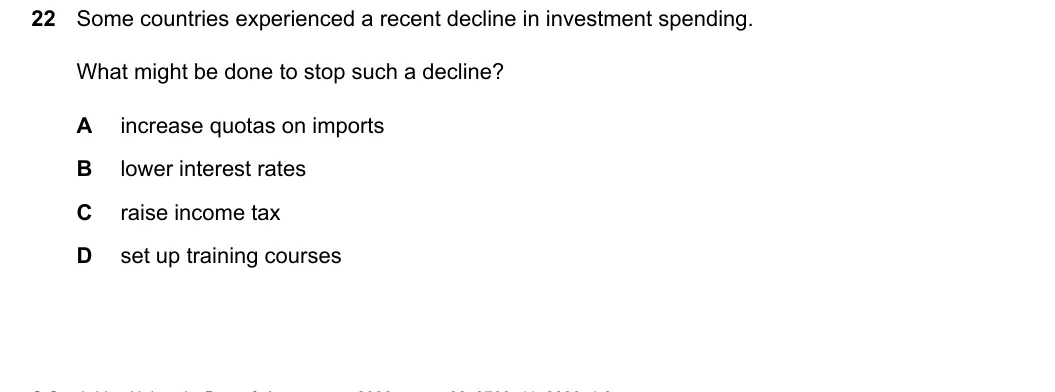 22 Some countries experienced a recent decline in investment spending.
What might be done to stop such a decline?
A increase quotas on imports
B lower interest rates
C raise income tax
D set up training courses